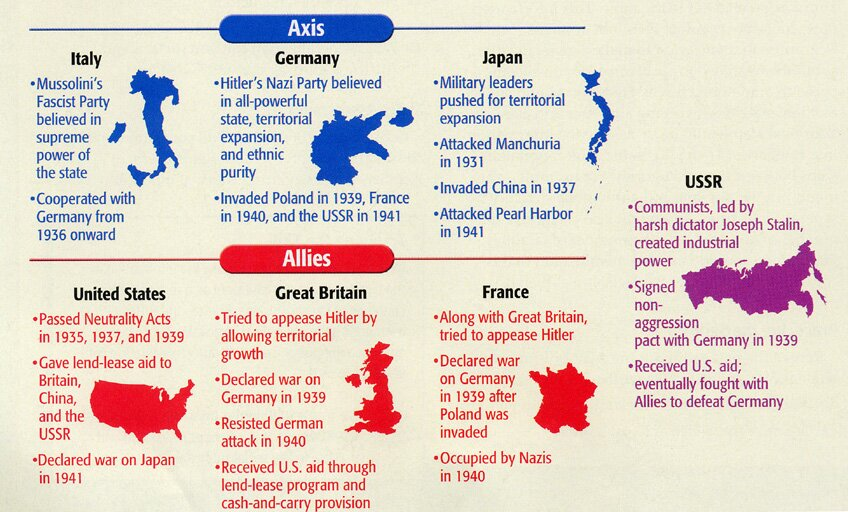 Axis
Italy
•Mussolini's
Fascist Party
believed in
supreme
power of
the state
•Cooperated with
Germany from
1936 onward
Germany
•Hitler's Nazi Party believed
in all-powerful
state, territorial
expansion,
and ethnic
purity
•Invaded Poland in 1939, France
in 1940, and the USSR in 1941
Japan
•Military leaders
pushed for territorial
expansion
•Attacked Manchuria
in 1931
•Invaded China in 1937
•Attacked Pearl Harbor
in 1941
Allies
United States
•Passed Neutrality Acts
in 1935, 1937, and 1939
•Gave lend-lease aid to
Britain,
China,
and the
USSR
•Declared war on Japan
in 1941
Great Britain
•Tried to appease Hitler by
allowing territorial
growth
•Declared war on
Germany in 1939
•Resisted German
attack in 1940
•Received U.S. aid through
lend-lease program and
cash-and-carry provision
France
•Along with Great Britain,
tried to appease Hitler
•Declared war
on Germany
in 1939 after
Poland was
invaded
•Occupied by Nazis
in 1940
USSR
•Communists, led by
harsh dictator Joseph Stalin,
created industrial
power
•Signed
non-
aggression
pact with Germany in 1939
•Received U.S. aid;
eventually fought with
Allies to defeat Germany